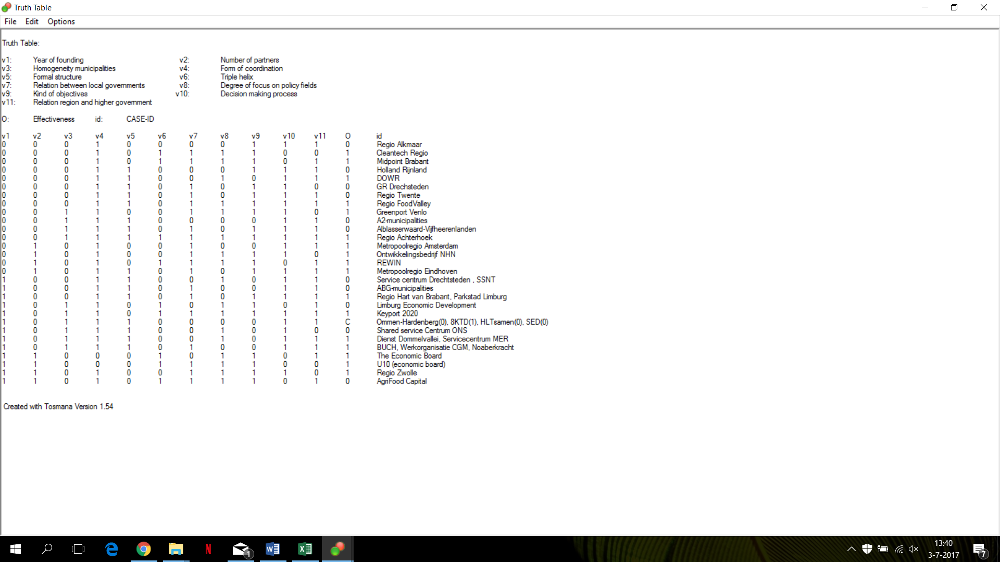 Truth Table
File Edit Options
Truth Table:
v1: Year of founding v2: Number of partners
v3: Homogeneity municipalities v4: Form of coordination
v5: Formal structure v6: Triple helix
v7: Relation between local governments v8: Degree of focus on policy fields
v9: Kind of objectives v10: Decision making process
v11: Relation region and higher government
O: Effectiveness id: CASE-ID
v1 v2 v3 v4 v5 v6 v7 v8 v9 v10 v11 O id
0 0 0 1 0 0 0 0 1 1 1 0 Regio Alkmaar
0 0 0 1 0 1 1 1 1 0 0 1 Cleantech Regio
0 0 0 1 0 1 1 1 1 0 1 1 Midpoint Brabant
0 0 0 1 1 0 0 0 1 1 1 0 Holland Rijnland
0 0 0 1 1 0 0 1 0 1 1 1 DOWR
0 0 0 1 1 0 1 0 1 1 0 0 GR Drechsteden
0 0 0 1 1 0 1 0 1 1 1 0 Regio Twente
0 0 0 1 1 0 1 1 1 1 1 1 Regio FoodValley
0 0 1 1 0 0 1 1 1 1 0 1 Greenport Venlo
0 0 1 1 1 0 0 0 0 1 1 0 A2-municipalities
0 0 1 1 1 0 1 0 1 1 1 0 Alblasserwaard-Vijfheerenlanden
0 0 1 1 1 1 1 1 1 1 1 1 Regio Achterhoek
0 1 0 1 0 0 1 0 0 1 1 1 Metropoolregio Amsterdam
0 1 0 1 0 0 1 1 1 1 0 1 Ontwikkelingsbedrijf NHN
0 1 0 1 0 1 1 1 1 0 1 1 REWIN
0 1 0 1 1 0 1 0 1 1 1 1 Metropoolregio Eindhoven
1 0 0 1 1 0 0 1 0 1 1 0 Service centrum Drechtsteden , SSNT
1 0 0 1 1 0 1 0 0 1 1 0 ABG-municipalities
1 0 0 1 1 0 1 0 1 1 1 1 Regio Hart van Brabant, Parkstad Limburg
1 0 1 1 0 1 0 1 1 0 1 0 Limburg Economic Development
1 0 1 1 0 1 1 1 1 1 1 1 Keyport 2020
1 0 1 1 1 0 0 0 0 1 1 C Ommen-Hardenberg(0), 8KTD(1), HLTsamen(0), SED(0)
1 0 1 1 1 0 0 1 0 1 0 0 Shared service Centrum ONS
1 0 1 1 1 0 0 1 0 1 1 1 Dienst Dommelvallei, Servicecentrum MER
1 0 1 1 1 0 1 0 0 1 1 1 BUCH, Werkorganisatie CGM, Noaberkracht
1 1 0 0 0 1 0 1 1 0 1 1 The Economic Board
1 1 0 0 0 1 1 1 1 0 0 1 U10 (economic board)
1 1 0 1 0 0 1 1 1 1 0 1 Regio Zwolle
1 1 0 1 0 1 1 1 1 0 1 0 AgriFood Capital
Created with Tosmana Version 1.54
13:40
3-7-2017
1
7